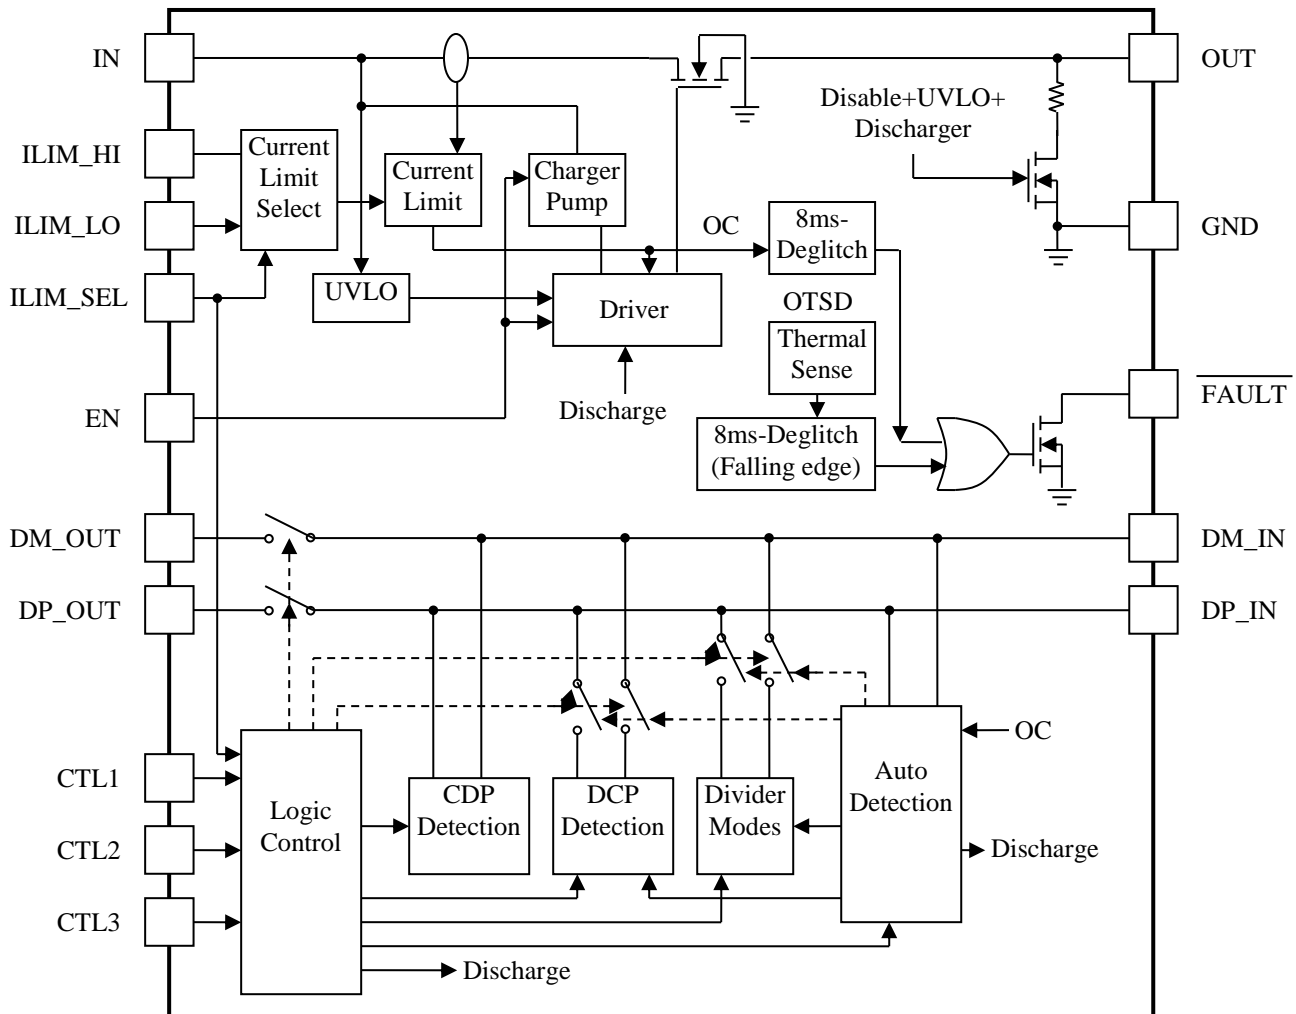 IN
OUT
Disable+UVLO+
Discharger
ILIM_HI
Current
Limit
Select
Current
Limit
Charger
Pump
ILIM_LO
OC
8ms-
Deglitch
GND
ILIM_SEL
UVLO
Driver
OTSD
Thermal
Sense
FAULT
EN
Discharge
8ms-Deglitch
(Falling edge)
DM_OUT
DM_IN
DP_OUT
DP_IN
OC
CTL1
Logic
Control
CDP
Detection
DCP
Detection
Divider
Modes
Auto
Detection
CTL2
Discharge
CTL3
Discharge